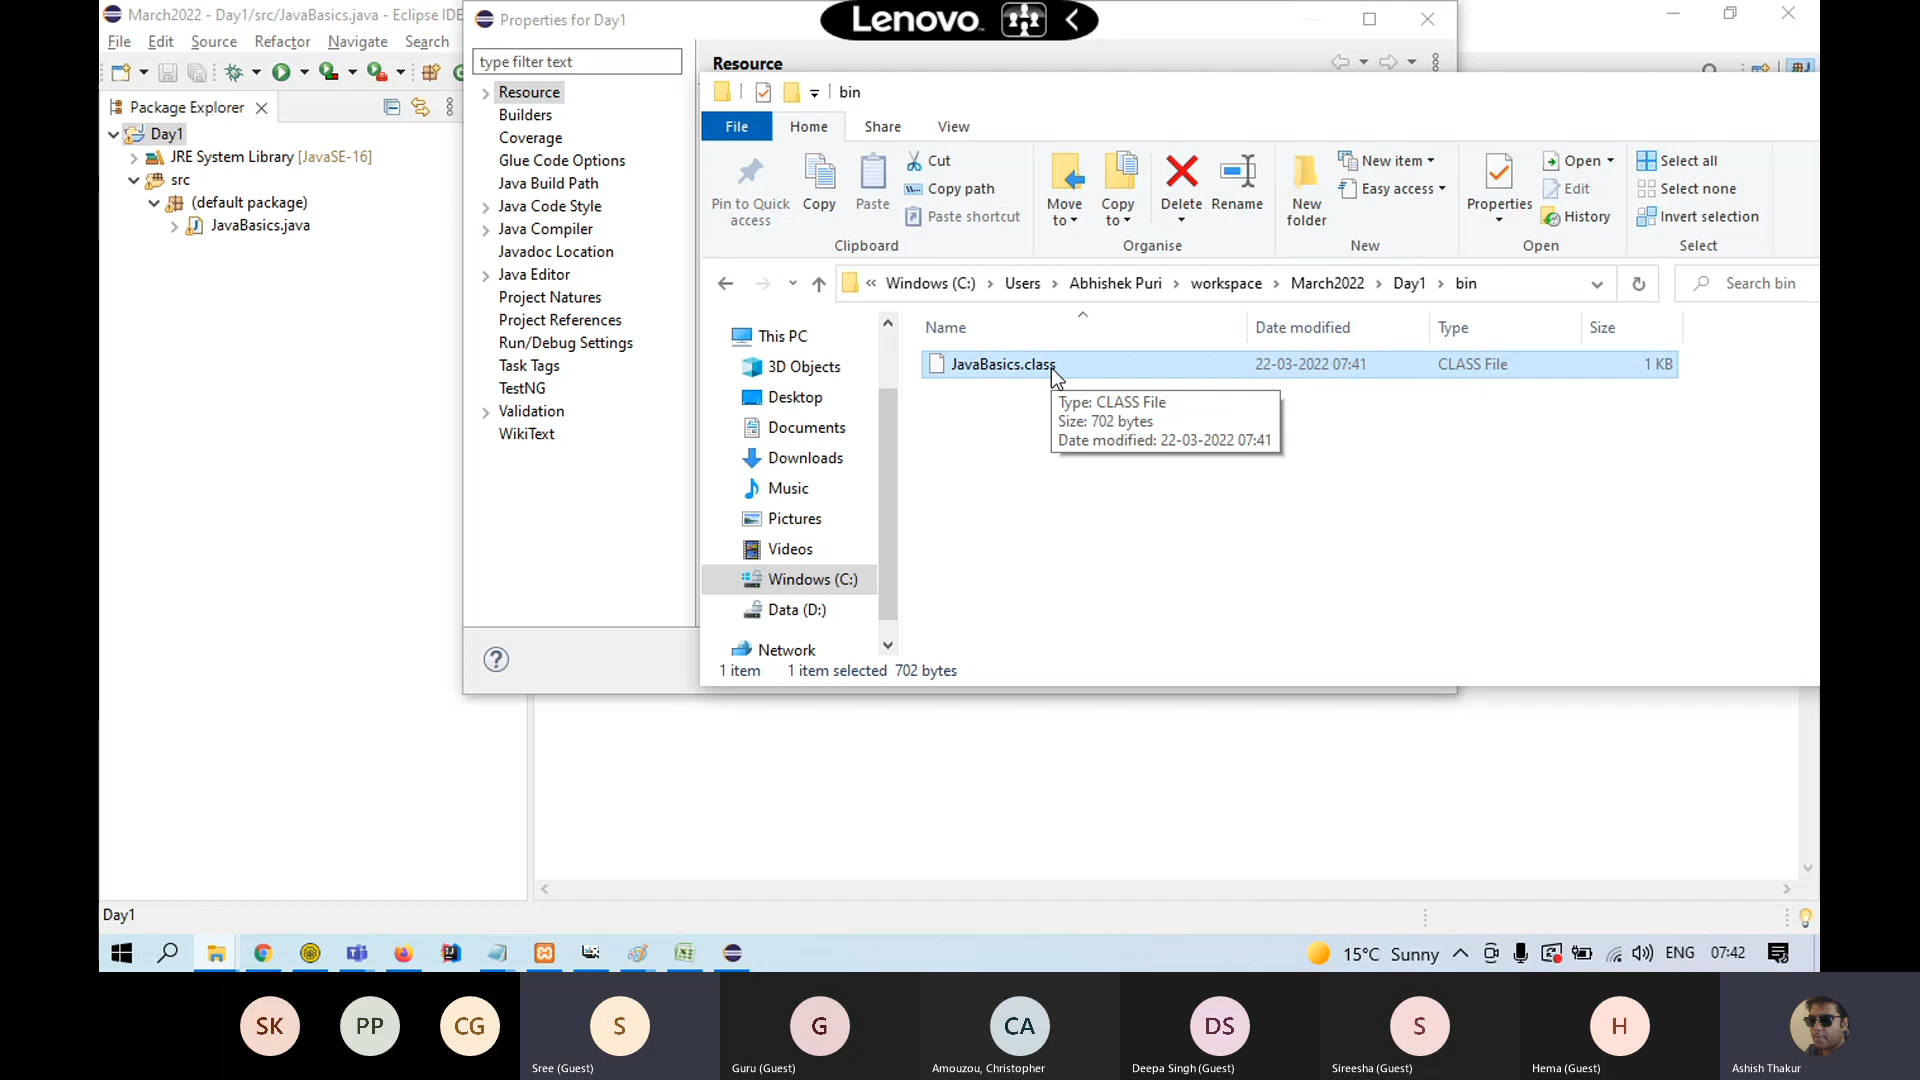 March2022 - Day1/src/JavaBasics.java - Eclipse IDE
File Edit Source Refactor Navigate Search
Package Explorer
Day1
JRE System Library [JavaSE-16]
src
(default package)
JavaBasics.java
Properties for Day1
type filter text
Resource
Builders
Coverage
Glue Code Options
Java Build Path
Java Code Style
Java Compiler
Javadoc Location
Java Editor
Project Natures
Project References
Run/Debug Settings
Task Tags
TestNG
Validation
WikiText
Lenovo
Resource
bin
File Home Share View
Pin to Quick access
Copy
Paste
Cut
Copy path
Paste shortcut
Clipboard
Move to
Copy to
Delete
Rename
Organise
New folder
New item
Easy access
New
Properties
Open
Edit
History
Open
Select all
Select none
Invert selection
Select
« Windows (C:) › Users › Abhishek Puri › workspace › March2022 › Day1 › bin
Search bin
This PC
3D Objects
Desktop
Documents
Downloads
Music
Pictures
Videos
Windows (C:)
Data (D:)
Network
Name Date modified Type Size
JavaBasics.class 22-03-2022 07:41 CLASS File 1 KB
Type: CLASS File
Size: 702 bytes
Date modified: 22-03-2022 07:41
1 item 1 item selected 702 bytes
Day1
15°C Sunny ENG 07:42
SK
PP
CG
S
Sree (Guest)
G
Guru (Guest)
CA
Amouzou, Christopher
DS
Deepa Singh (Guest)
S
Sireesha (Guest)
H
Hema (Guest)
Ashish Thakur